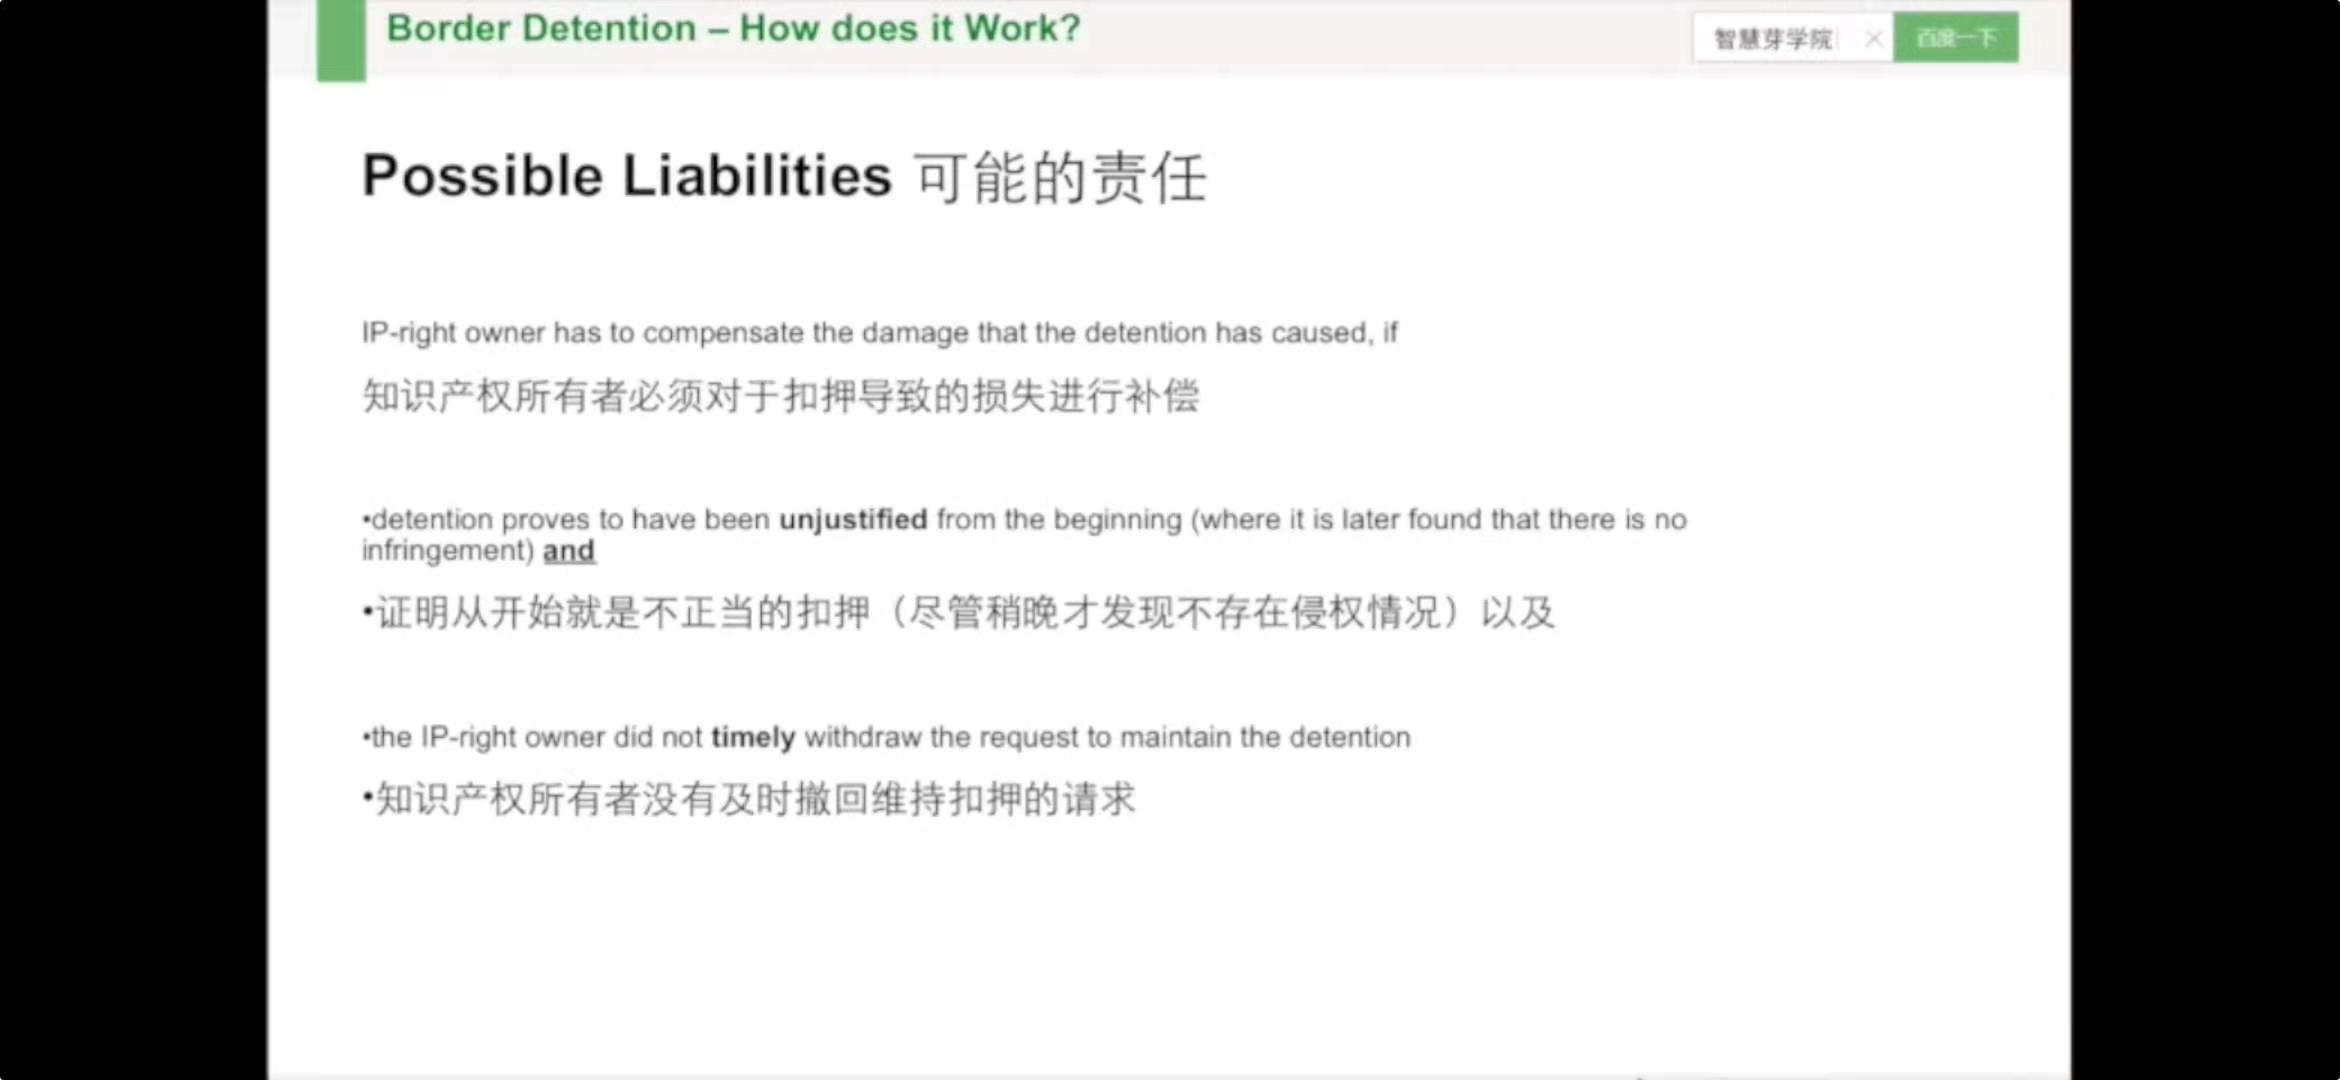 Border Detention – How does it Work?
智慧芽学院
百度一下
Possible Liabilities 可能的责任
IP-right owner has to compensate the damage that the detention has caused, if
知识产权所有者必须对于扣押导致的损失进行补偿
•detention proves to have been unjustified from the beginning (where it is later found that there is no
infringement) and
•证明从开始就是不正当的扣押（尽管稍晚才发现不存在侵权情况）以及
•the IP-right owner did not timely withdraw the request to maintain the detention
•知识产权所有者没有及时撤回维持扣押的请求